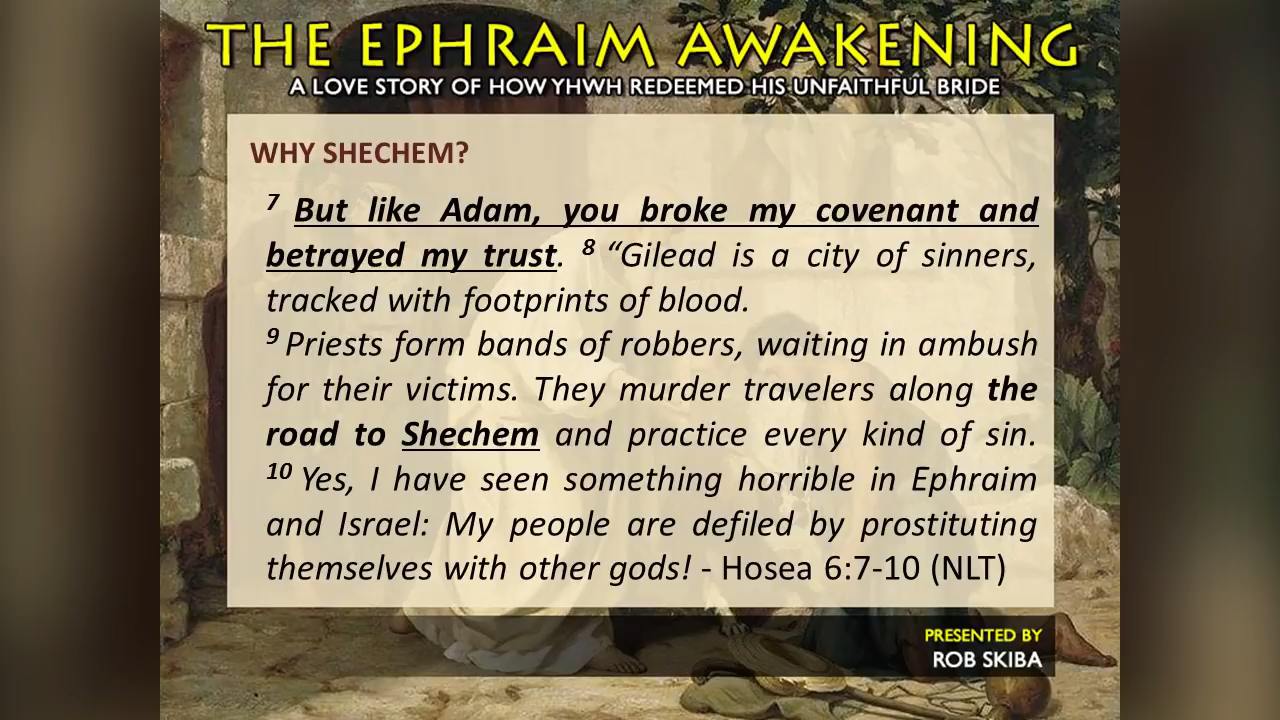 THE EPHRAIM AWAKENING
A LOVE STORY OF HOW YHWH REDEEMED HIS UNFAITHFUL BRIDE
WHY SHECHEM?
7 But like Adam, you broke my covenant and
betrayed my trust. 8 “Gilead is a city of sinners,
tracked with footprints of blood.
9 Priests form bands of robbers, waiting in ambush
for their victims. They murder travelers along the
road to Shechem and practice every kind of sin.
10 Yes, I have seen something horrible in Ephraim
and Israel: My people are defiled by prostituting
themselves with other gods! - Hosea 6:7-10 (NLT)
PRESENTED BY
ROB SKIBA